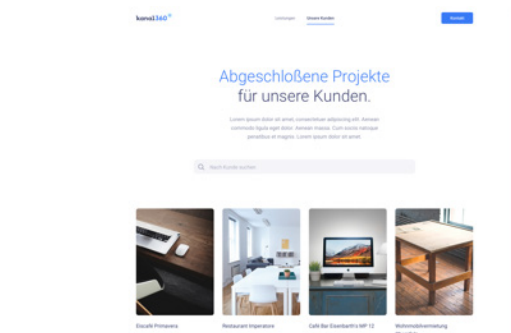 kanal360°
Leistungen
Unsere Kunden
Kontakt
Abgeschloßene Projekte
für unsere Kunden.
Lorem ipsum dolor sit amet, consectetuer adipiscing elit. Aenean
commodo ligula eget dolor. Aenean massa. Cum sociis natoque
penatibus et magnis. Lorem ipsum dolor sit amet
Nach Kunde suchen
Eiscafé Primavera
Restaurant Imperatore
Café Bar Eisenbarth's WP 12
Wohnmobilvermietung